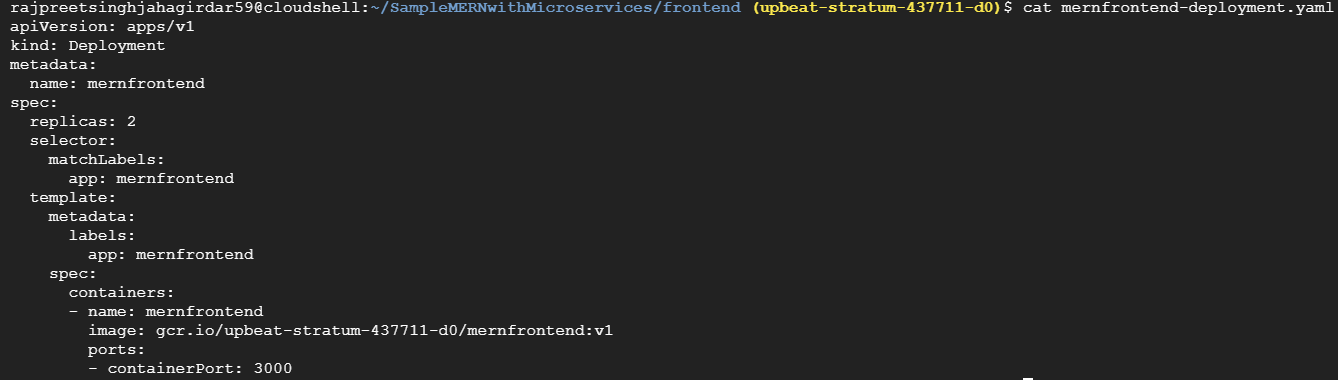 rajpreetsinghjahagirdar59@cloudshell:~/SampleMERNwithMicroservices/frontend (upbeat-stratum-437711-d0)$ cat mernfrontend-deployment.yaml
apiVersion: apps/v1
kind: Deployment
metadata:
  name: mernfrontend
spec:
  replicas: 2
  selector:
    matchLabels:
      app: mernfrontend
  template:
    metadata:
      labels:
        app: mernfrontend
    spec:
      containers:
      - name: mernfrontend
        image: gcr.io/upbeat-stratum-437711-d0/mernfrontend:v1
        ports:
        - containerPort: 3000